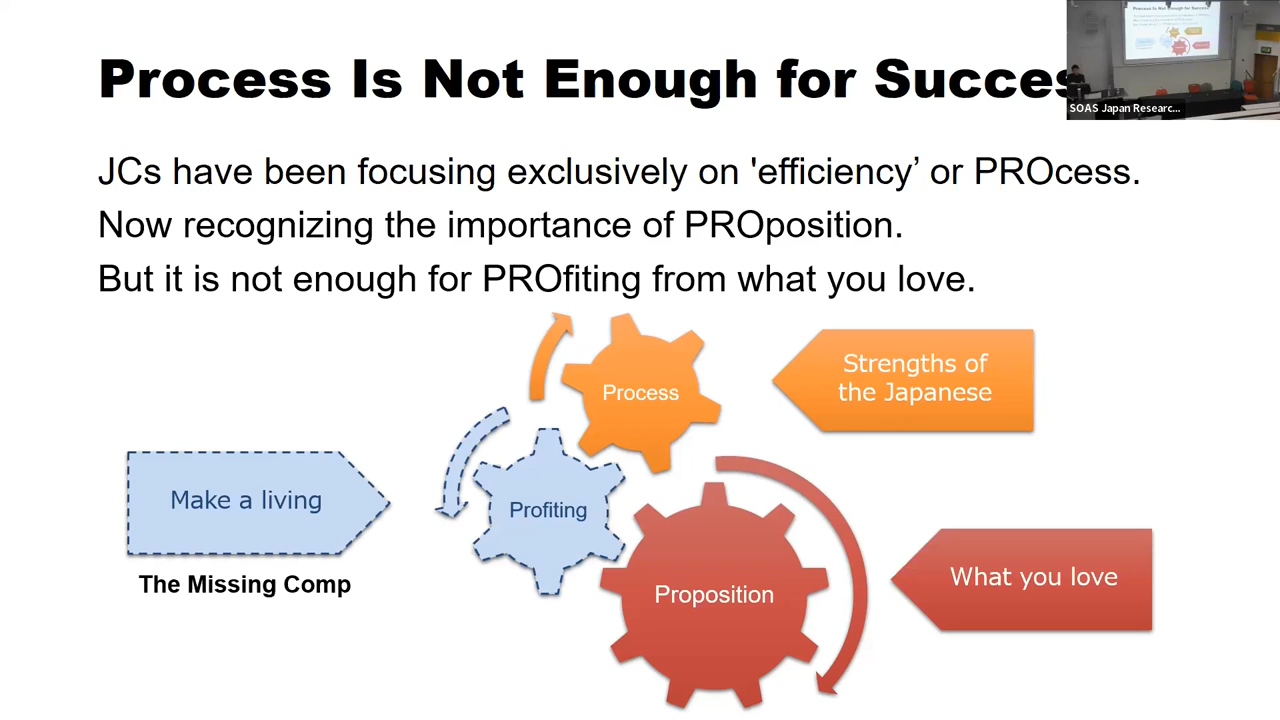 Process Is Not Enough for Succes
SOAS Japan Researc...
JCs have been focusing exclusively on 'efficiency’ or PROcess.
Now recognizing the importance of PROposition.
But it is not enough for PROfiting from what you love.
Process
Strengths of
the Japanese
Make a living
Profiting
The Missing Comp
Proposition
What you love